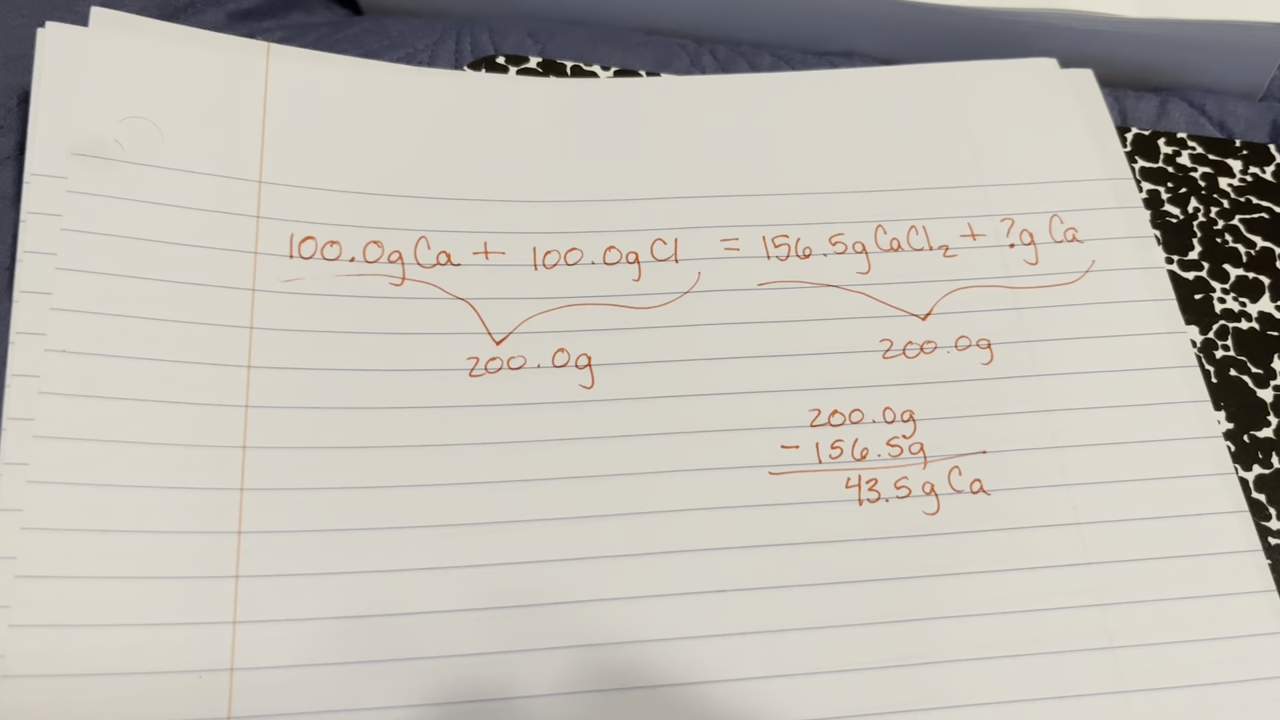 100.0g Ca + 100.0g Cl = 156.5g CaCl₂ + ?g Ca
200.0g 200.0g
200.0g
- 156.5g
43.5g Ca